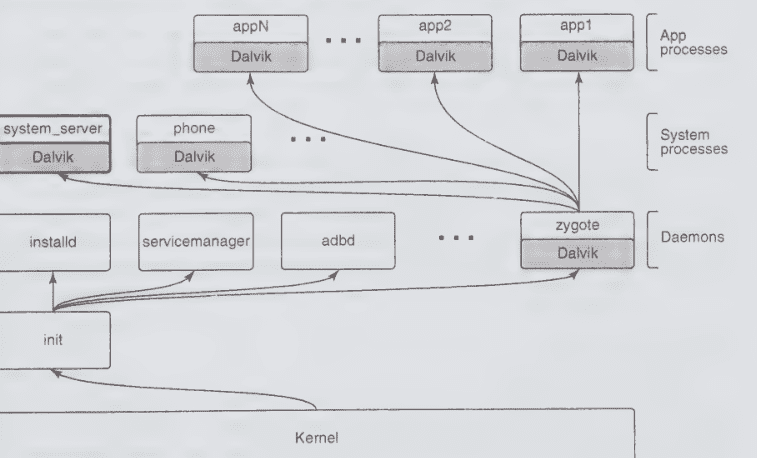 appN
app2
app1
Dalvik
Dalvik
Dalvik
App
processes
system_server
phone
Dalvik
Dalvik
System
processes
installd
servicemanager
adbd
zygote
Dalvik
Daemons
init
Kernel